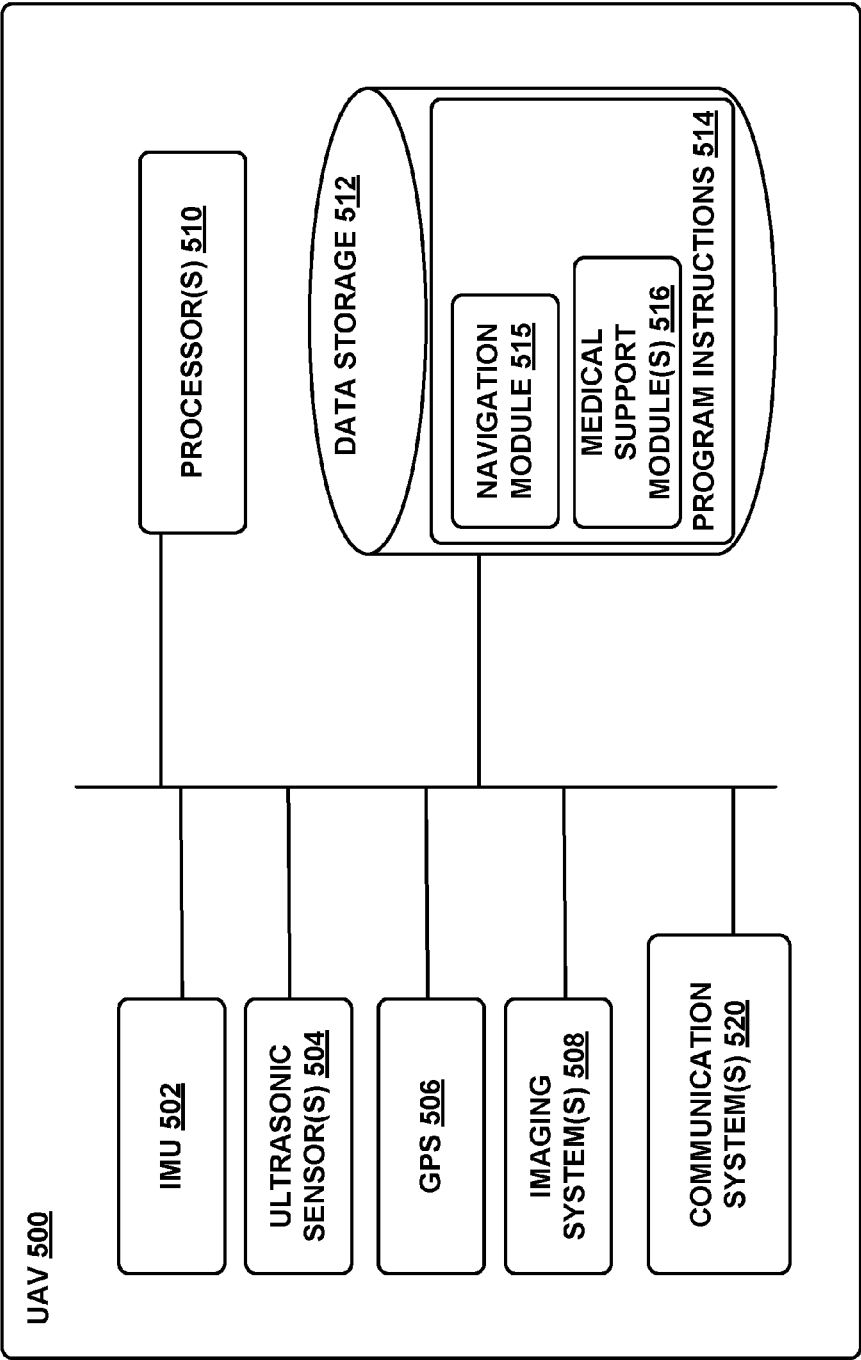 UAV 500
IMU 502
ULTRASONIC
SENSOR(S) 504
GPS 506
IMAGING
SYSTEM(S) 508
COMMUNICATION
SYSTEM(S) 520
PROCESSOR(S) 510
DATA STORAGE 512
NAVIGATION
MODULE 515
MEDICAL
SUPPORT
MODULE(S) 516
PROGRAM INSTRUCTIONS 514